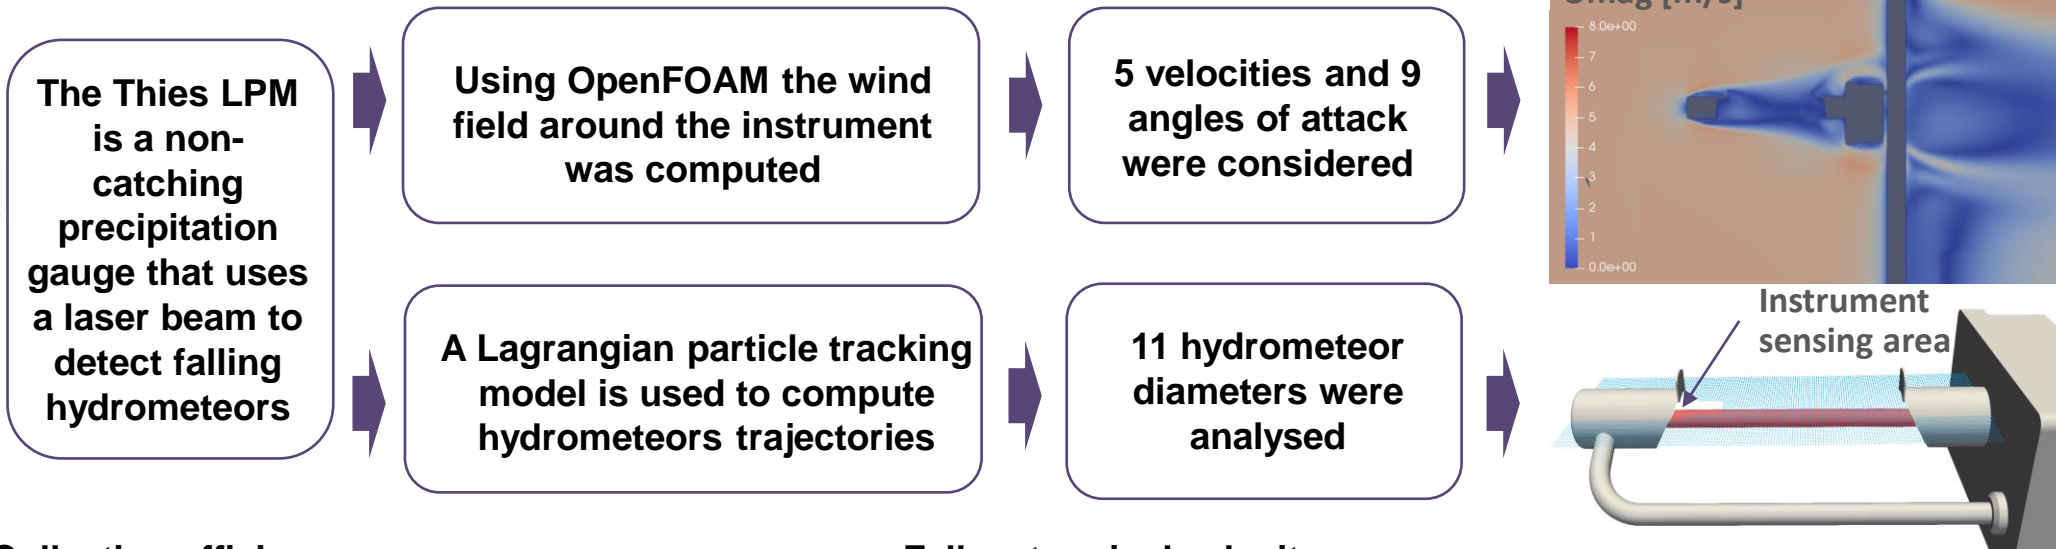 The Thies LPM
is a non-
catching
precipitation
gauge that uses
a laser beam to
detect falling
hydrometeors
Using OpenFOAM the wind
field around the instrument
was computed
5 velocities and 9
angles of attack
were considered
[m/s]
8.0e+00
7
6
5
4
3
2
1
0.0e+00
A Lagrangian particle tracking
model is used to compute
hydrometeors trajectories
11 hydrometeor
diameters were
analysed
Instrument
sensing area